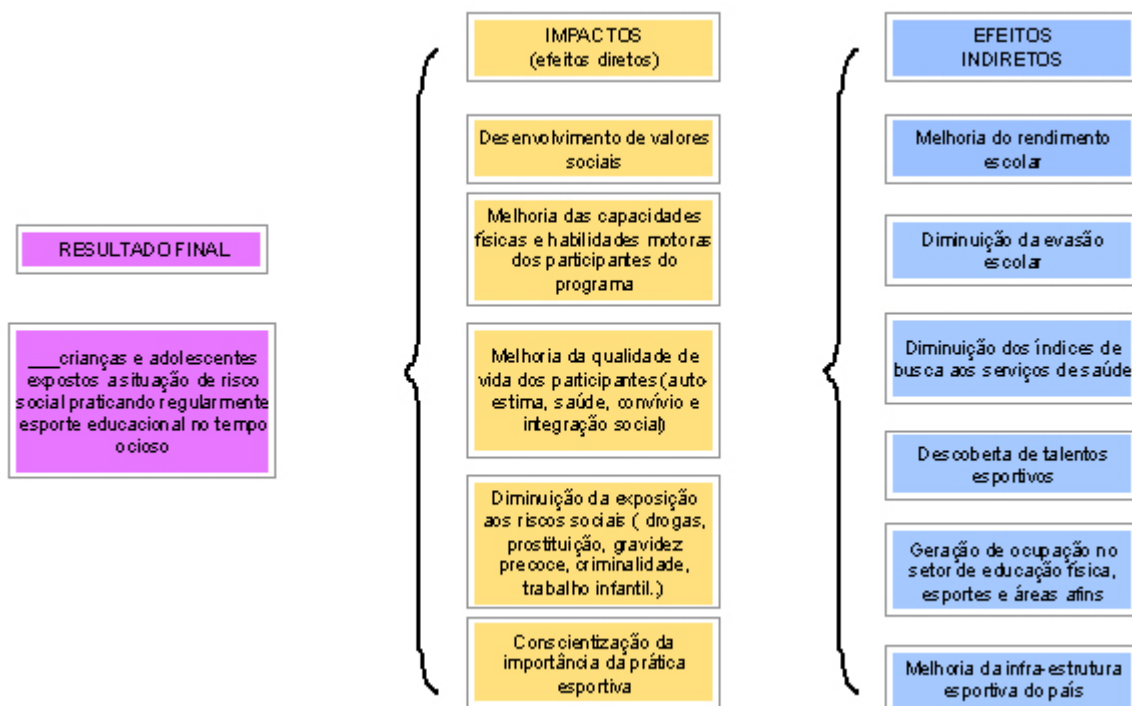 RESULTADO FINAL
___crianças e adolescentes
expostos a situação de risco
social praticando regularmente
esporte educacional no tempo
ocioso
IMPACTOS
(efeitos diretos)
Desenvolvimento de valores
sociais
Melhoria das capacidades
físicas e habilidades motoras
dos participantes do
programa
Melhoria da qualidade de
vida dos participantes (auto-
estima, saúde, convívio e
integração social)
Diminuição da exposição
aos riscos sociais ( drogas,
prostituição, gravidez
precoce, criminalidade,
trabalho infantil.)
Conscientização da
importância da prática
esportiva
EFEITOS
INDIRETOS
Melhoria do rendimento
escolar
Diminuição da evasão
escolar
Diminuição dos índices de
busca aos serviços de saúde
Descoberta de talentos
esportivos
Geração de ocupação no
setor de educação física,
esportes e áreas afins
Melhoria da infra-estrutura
esportiva do país